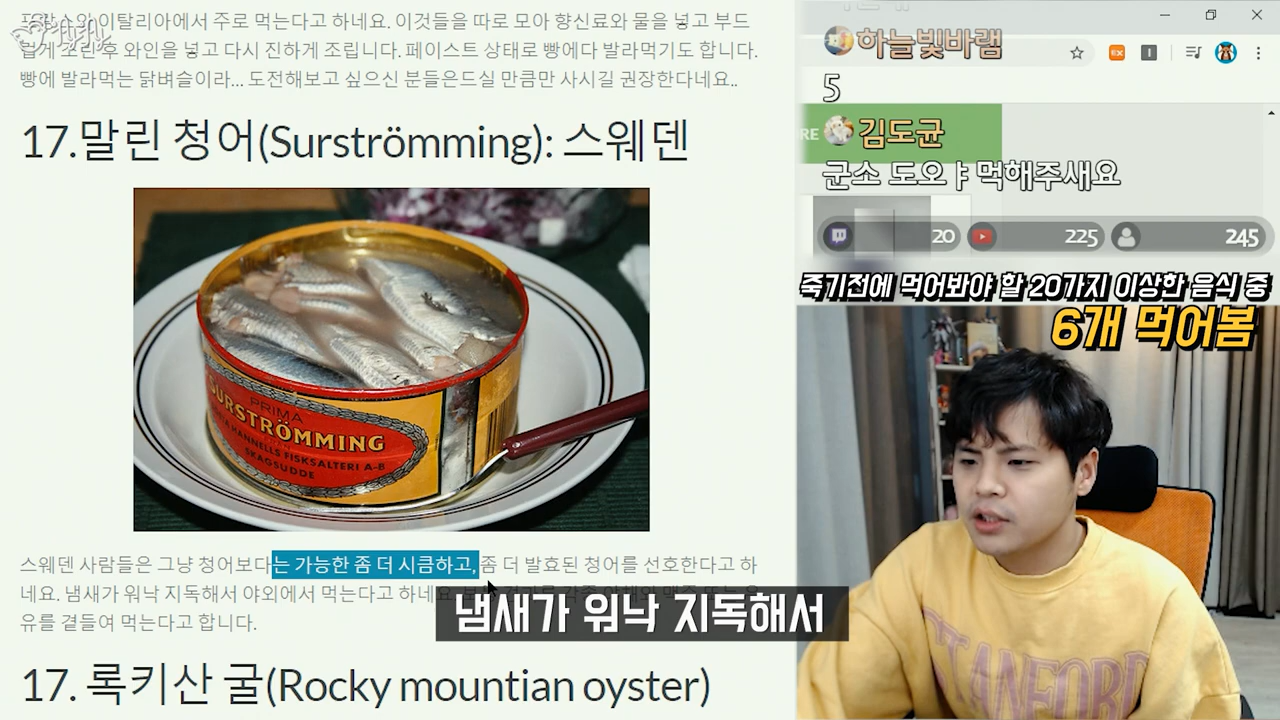 프랑스와 이탈리아에서 주로 먹는다고 하네요. 이것들을 따로 모아 향신료와 물을 넣고 부드
럽게 조린 후 와인을 넣고 다시 진하게 조립니다. 페이스트 상태로 빵에다 발라먹기도 합니다.
빵에 발라먹는 닭벼슬이라... 도전해보고 싶으신 분들은드실 만큼만 사시길 권장한다네요..
17.말린 청어(Surströmming): 스웨덴
PRIMA
SURSTRÖMMING
HANNELLS FISKSALTERI A-B
SKAGSUDDE
스웨덴 사람들은 그냥 청어보다는 가능한 좀 더 시큼하고, 좀 더 발효된 청어를 선호한다고 하
네요. 냄새가 워낙 지독해서 야외에서 먹는다고 하네요.
유를 곁들여 먹는다고 합니다.
냄새가 워낙 지독해서
17. 록키산 굴(Rocky mountian oyster)
하늘빛바램
5
RE
김도균
군소 도오ㅑ 먹해주새요
20
225
245
죽기전에 먹어봐야 할 20가지 이상한 음식 중
6개 먹어봄